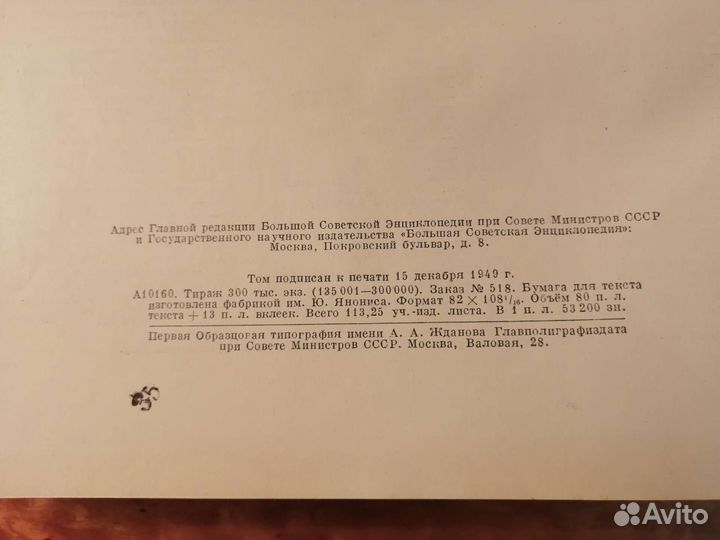 Адрес Главной редакции Большой Советской Энциклопедии при Совете Министров СССР
и Государственного научного издательства «Большая Советская Энциклопедия»:
Москва, Покровский бульвар, д. 8.
Том подписан к печати 15 декабря 1949 г.
А10160. Тираж 300 тыс. экз. (135 001—300 000). Заказ № 518. Бумага для текста
изготовлена фабрикой им. Ю. Янониса. Формат 82 × 108¹/₁₆. Объём 80 п. л.
текста + 13 п. л. вклеек. Всего 113,25 уч.-изд. листа. В 1 п. л. 53 200 зн.
Первая Образцовая типография имени А. А. Жданова Главполиграфиздата
при Совете Министров СССР. Москва, Валовая, 28.
35
Avito